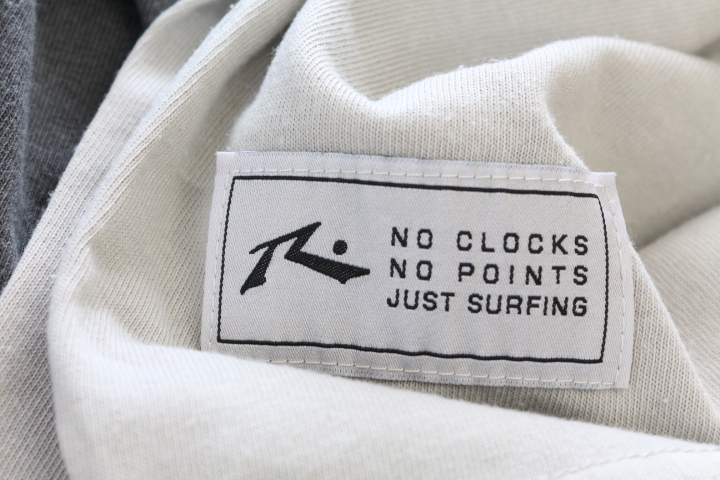 NO CLOCKS
NO POINTS
JUST SURFING